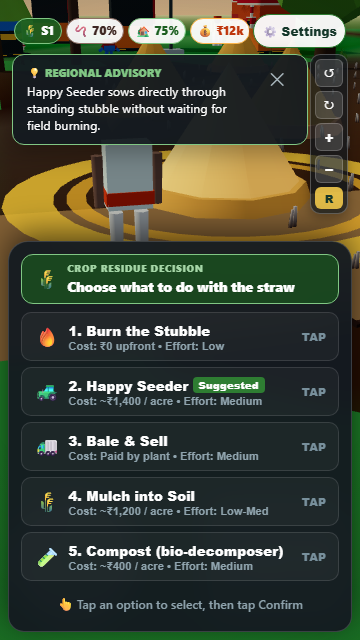 S1 70% 75% ₹12k Settings
REGIONAL ADVISORY
Happy Seeder sows directly through
standing stubble without waiting for
field burning.
↺
↻
+
−
R
CROP RESIDUE DECISION
Choose what to do with the straw
1. Burn the Stubble
Cost: ₹0 upfront • Effort: Low
TAP
2. Happy Seeder Suggested
Cost: ~₹1,400 / acre • Effort: Medium
TAP
3. Bale & Sell
Cost: Paid by plant • Effort: Medium
TAP
4. Mulch into Soil
Cost: ~₹1,200 / acre • Effort: Low-Med
TAP
5. Compost (bio-decomposer)
Cost: ~₹400 / acre • Effort: Medium
TAP
Tap an option to select, then tap Confirm